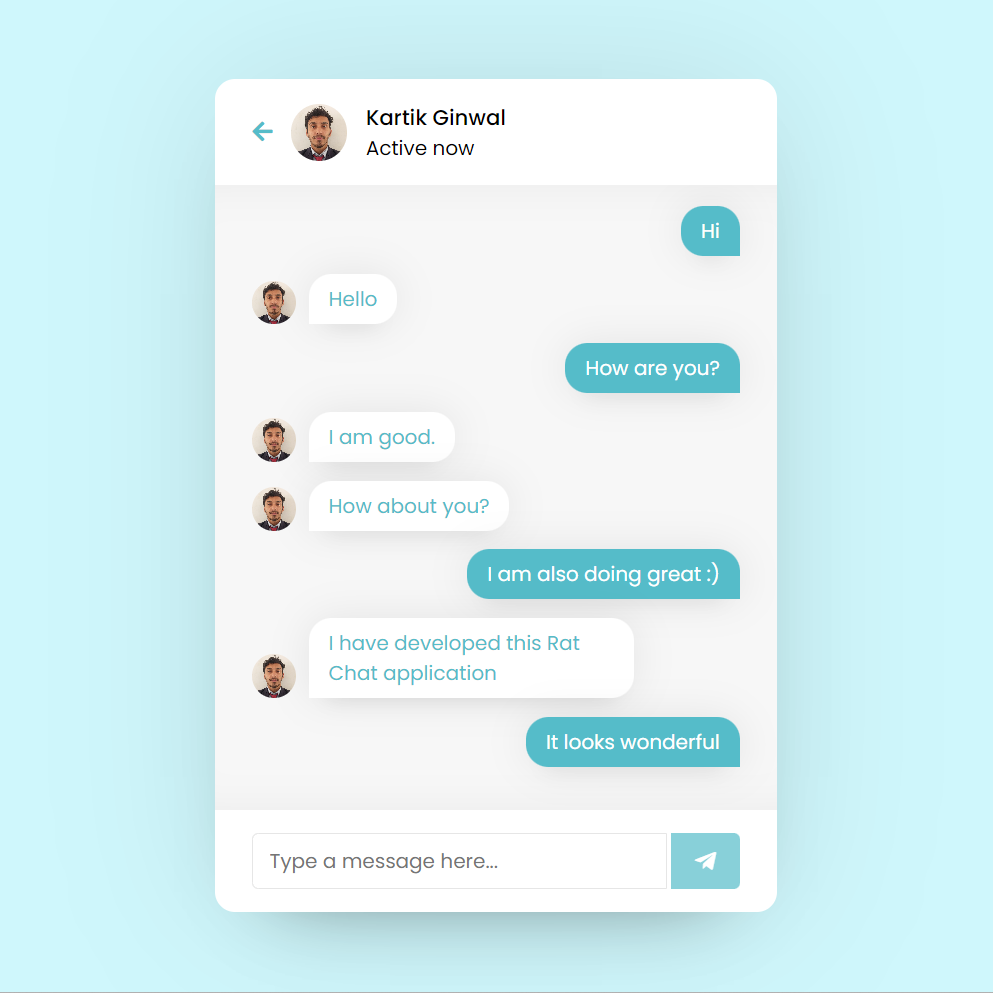 Kartik Ginwal
Active now
Hi
Hello
How are you?
I am good.
How about you?
I am also doing great :)
I have developed this Rat
Chat application
It looks wonderful
Type a message here...